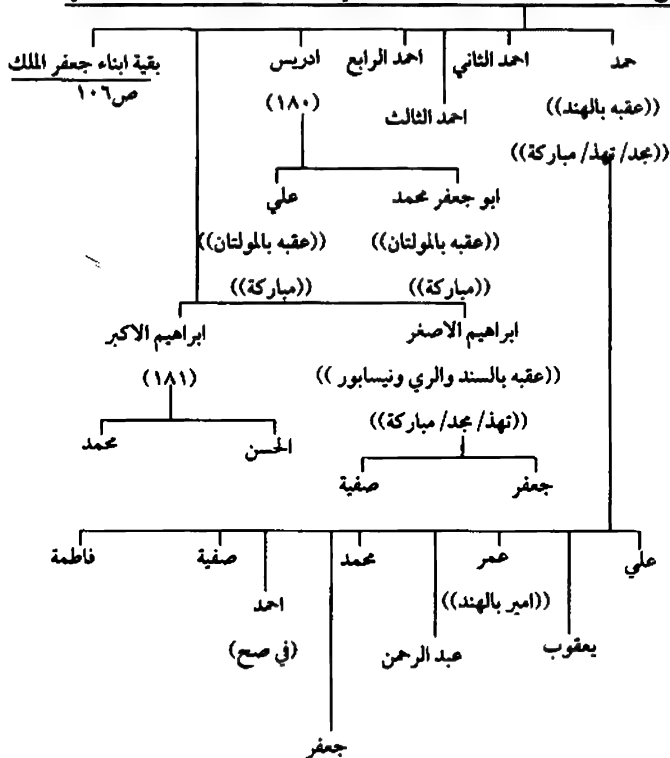 حمد
احمد الثاني
احمد الرابع
ادريس
بقية ابناء جعفر الملك
ص١٠٦
((عقبه بالهند))
احمد الثالث
(١٨٠)
((مجد/ تهذ/ مباركة))
ابو جعفر محمد
علي
((عقبه بالمولتان))
((عقبه بالمولتان))
((مباركة))
((مباركة))
ابراهيم الاصغر
ابراهيم الاكبر
((عقبه بالسند والري ونيسابور ))
(١٨١)
((تهذ/ مجد/ مباركة))
الحسن
محمد
جعفر
صفية
علي
عمر
محمد
صفية
فاطمة
((امير بالهند))
احمد
يعقوب
عبد الرحمن
(في صح)
جعفر